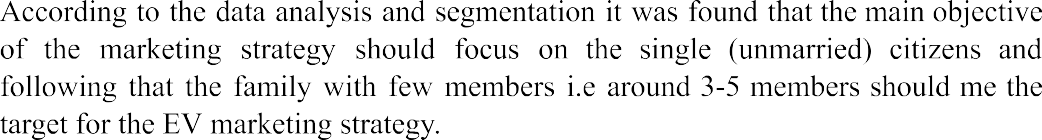 According to the data analysis and segmentation it was found that the main objective
of the marketing strategy should focus on the single (unmarried) citizens and
following that the family with few members i.e around 3-5 members should me the
target for the EV marketing strategy.